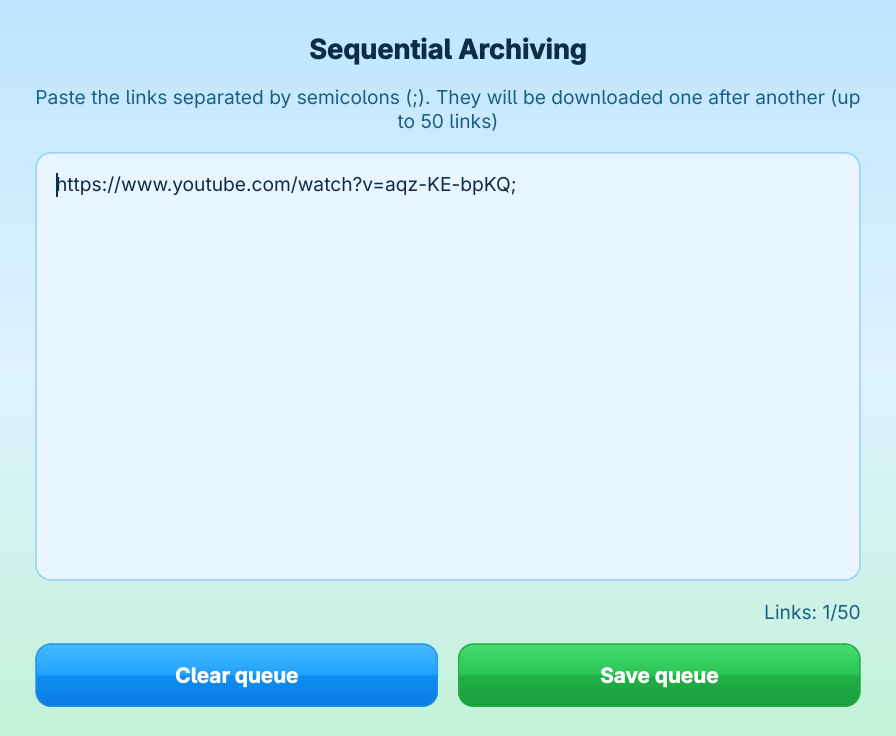 Sequential Archiving
Paste the links separated by semicolons (;). They will be downloaded one after another (up
to 50 links)
https://www.youtube.com/watch?v=aqz-KE-bpKQ;
Links: 1/50
Clear queue
Save queue